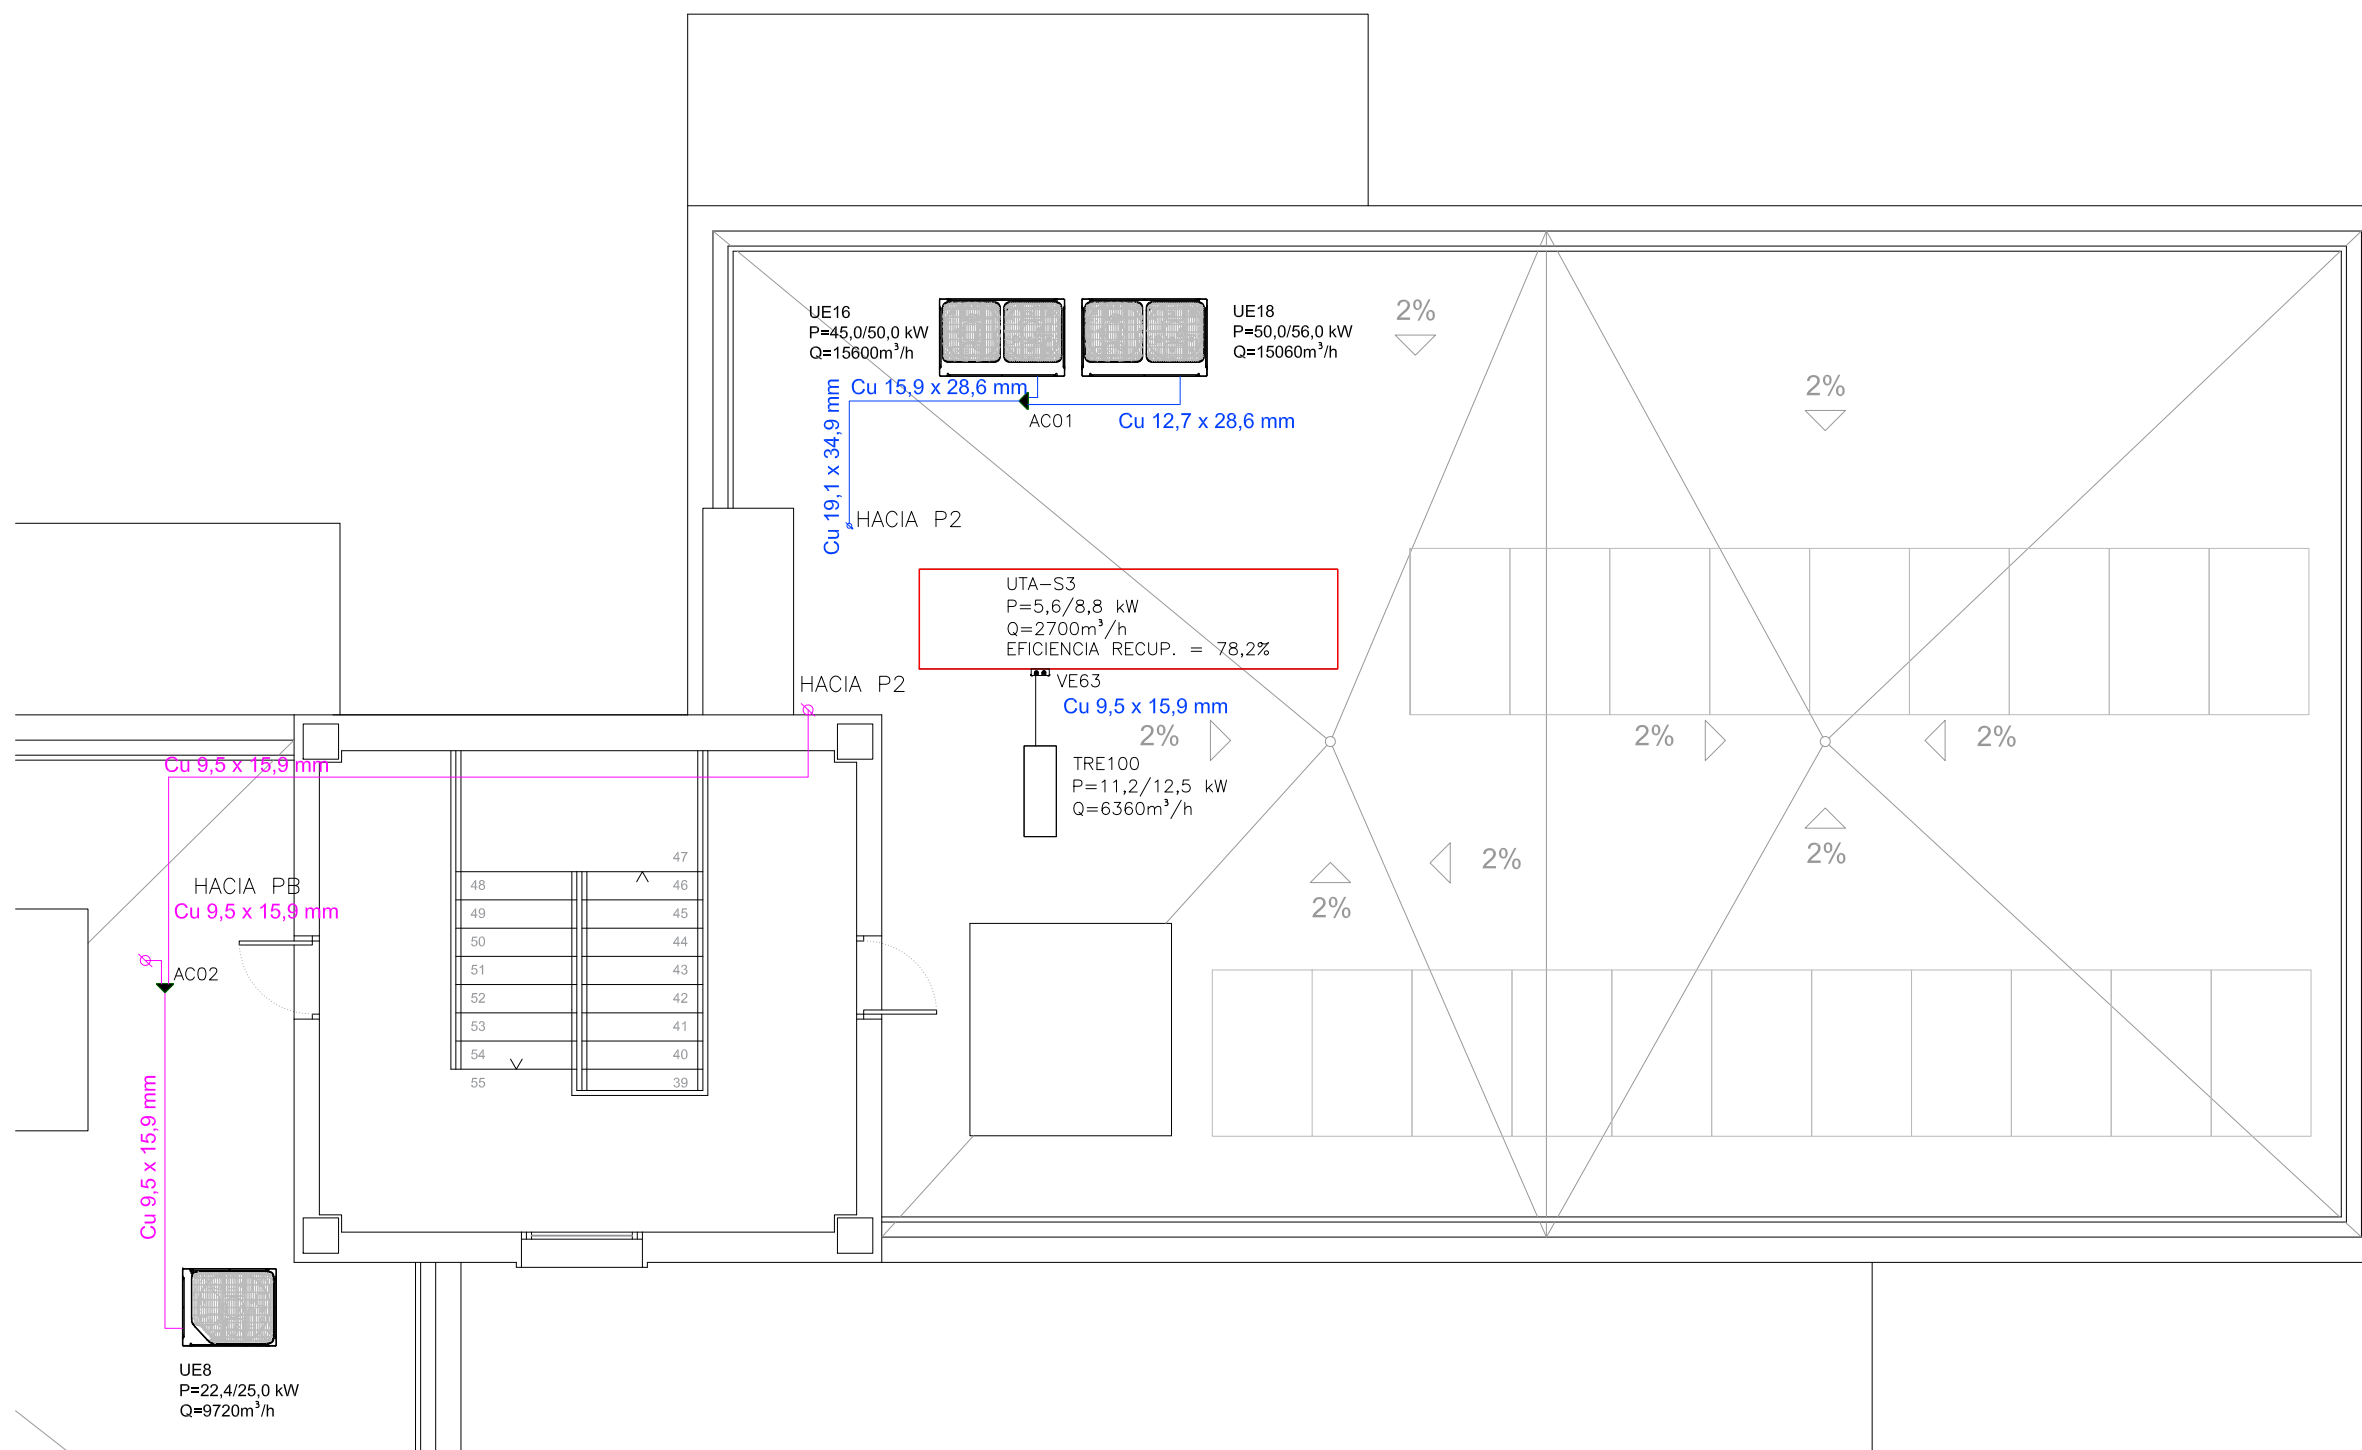 UE16
P=45,0/50,0 kW
Q=15600m³/h
UE18
P=50,0/56,0 kW
Q=15060m³/h
2%
2%
Cu 15,9 x 28,6 mm
AC01
Cu 12,7 x 28,6 mm
Cu 19,1 x 34,9 mm
HACIA P2
UTA-S3
P=5,6/8,8 kW
Q=2700m³/h
EFICIENCIA RECUP. = 78,2%
HACIA P2
VE63
Cu 9,5 x 15,9 mm
2%
2%
2%
Cu 9,5 x 15,9 mm
TRE100
P=11,2/12,5 kW
Q=6360m³/h
2%
2%
2%
HACIA PB
Cu 9,5 x 15,9 mm
AC02
47
48
46
49
45
50
44
51
43
52
42
53
41
54
40
55
39
Cu 9,5 x 15,9 mm
UE8
P=22,4/25,0 kW
Q=9720m³/h